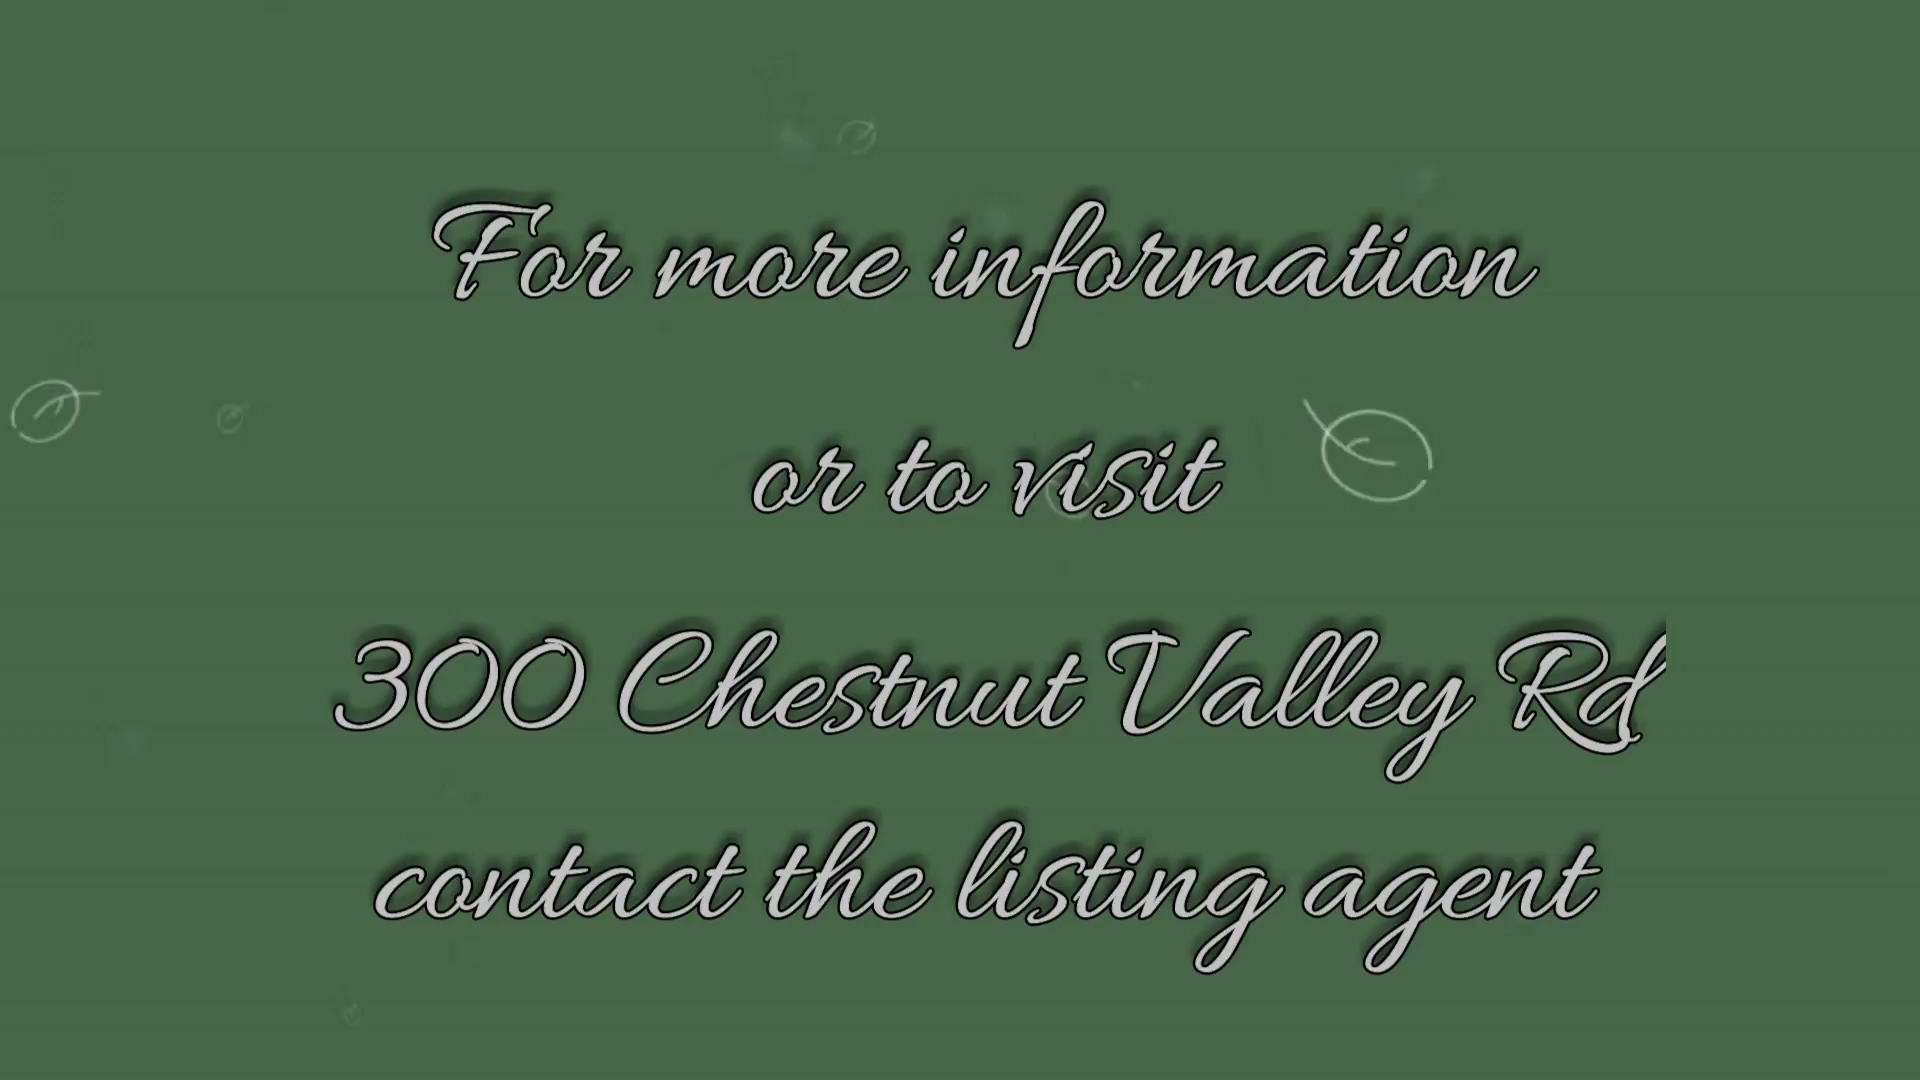 For more information
or to visit
300 Chestnut Valley Rd
contact the listing agent